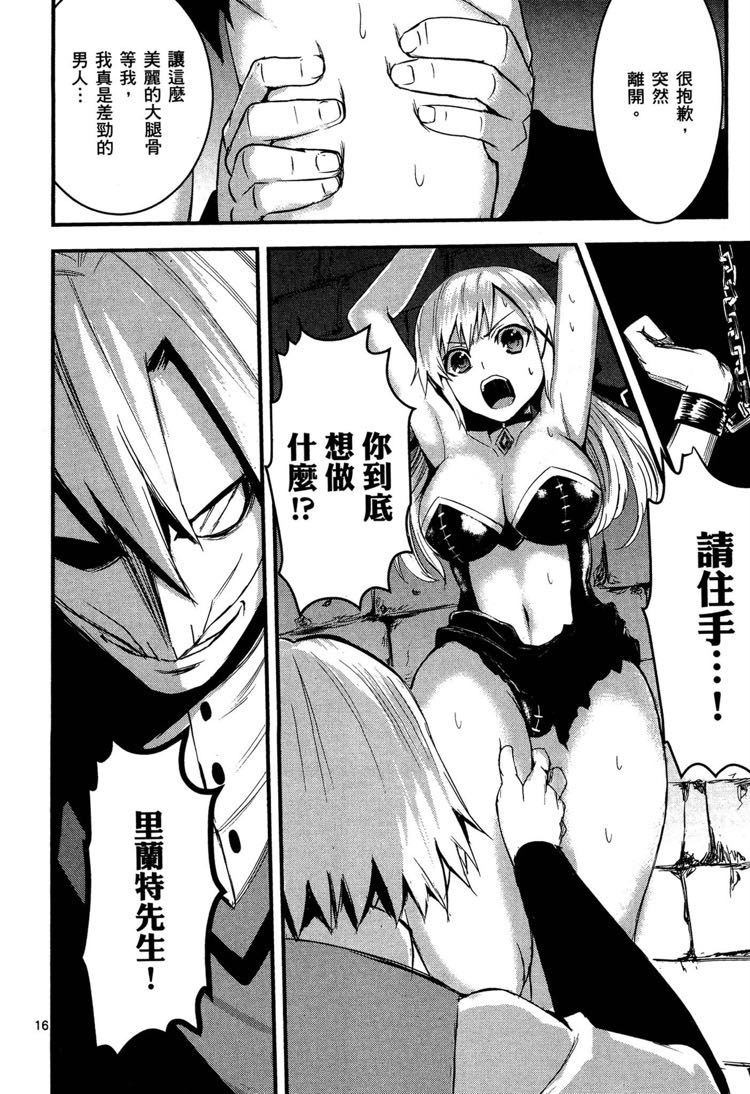 很抱歉，
突然
離開。
讓這麼
美麗的大腿骨
等我，
我真是差勁的
男人…
請住手…！
你到底
想做
什麼!?
里蘭特先生！
16